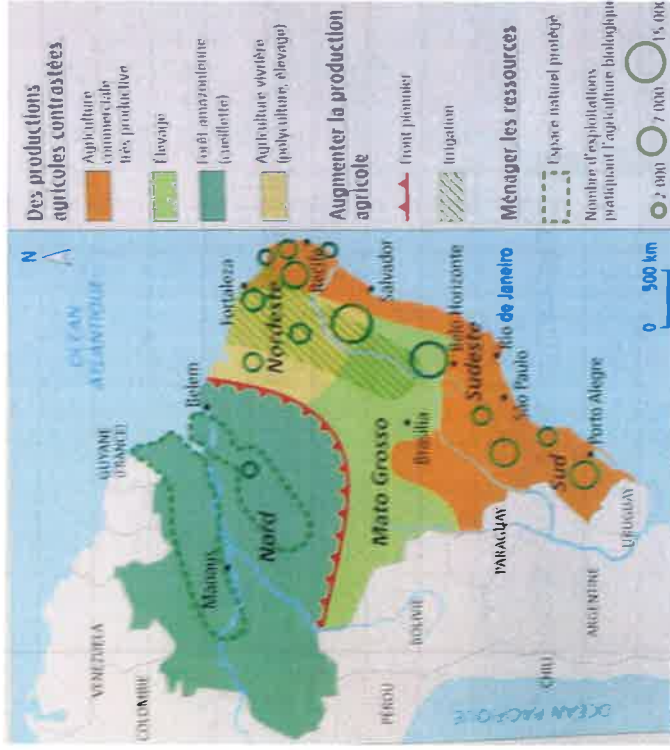 Des productions
agricoles contrastées
Agriculture
commerciale
très productive
Élevage
Forêt amazonienne
(cueillette)
Agriculture vivrière
(polyculture, élevage)
Augmenter la production
agricole
Front pionnier
Irrigation
Ménager les ressources
Espace naturel protégé
Nombre d'exploitations
pratiquant l'agriculture biologique
2 000
7 000
15 000
N
OCÉAN
ATLANTIQUE
VENEZUELA
GUYANE
(FRANCE)
COLOMBIE
Belem
Fortaleza
Manaus
Nord
Nordeste
Recife
PÉROU
Mato Grosso
Salvador
BOLIVIE
Brasília
Belo Horizonte
Sudeste
Rio de Janeiro
São Paulo
PARAGUAY
Sud
Porto Alegre
CHILI
ARGENTINE
URUGUAY
OCÉAN PACIFIQUE
0 500 km